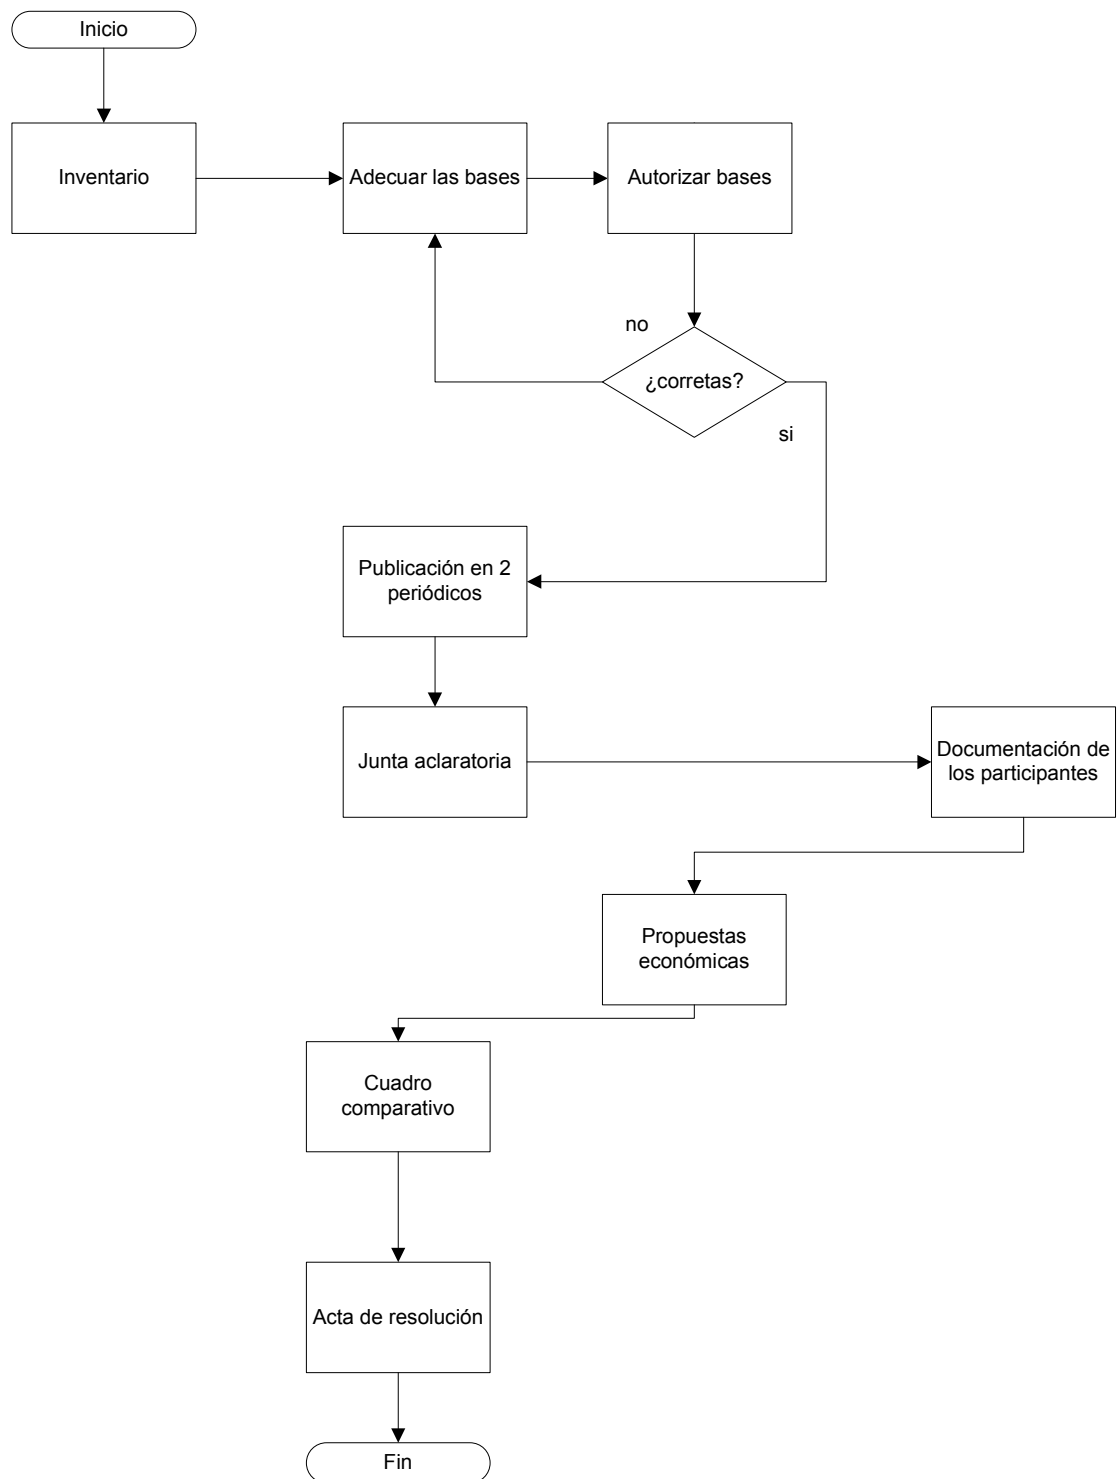 Inicio
Inventario
Adecuar las bases
Autorizar bases
no
¿corretas?
si
Publicación en 2
periódicos
Junta aclaratoria
Documentación de
los participantes
Propuestas
económicas
Cuadro
comparativo
Acta de resolución
Fin